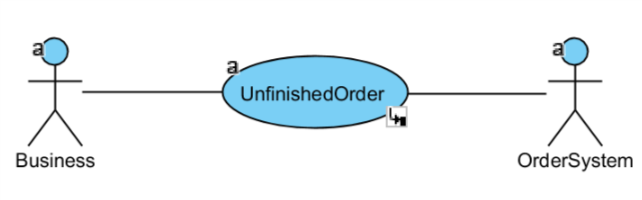 a
a
a
UnfinishedOrder
Business
OrderSystem